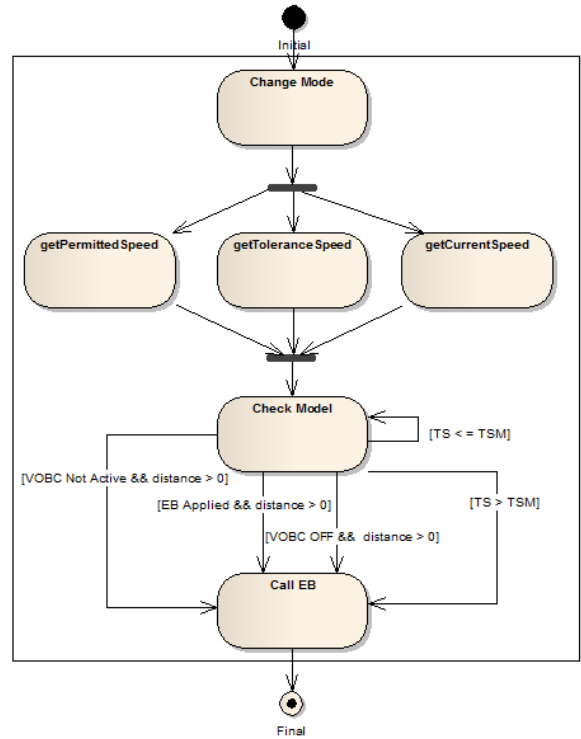 Initial
Change Mode
getPermittedSpeed
getToleranceSpeed
getCurrentSpeed
Check Model
[TS <= TSM]
[VOBC Not Active && distance > 0]
[EB Applied && distance > 0]
[TS > TSM]
[VOBC OFF &&  distance > 0]
Call EB
Final